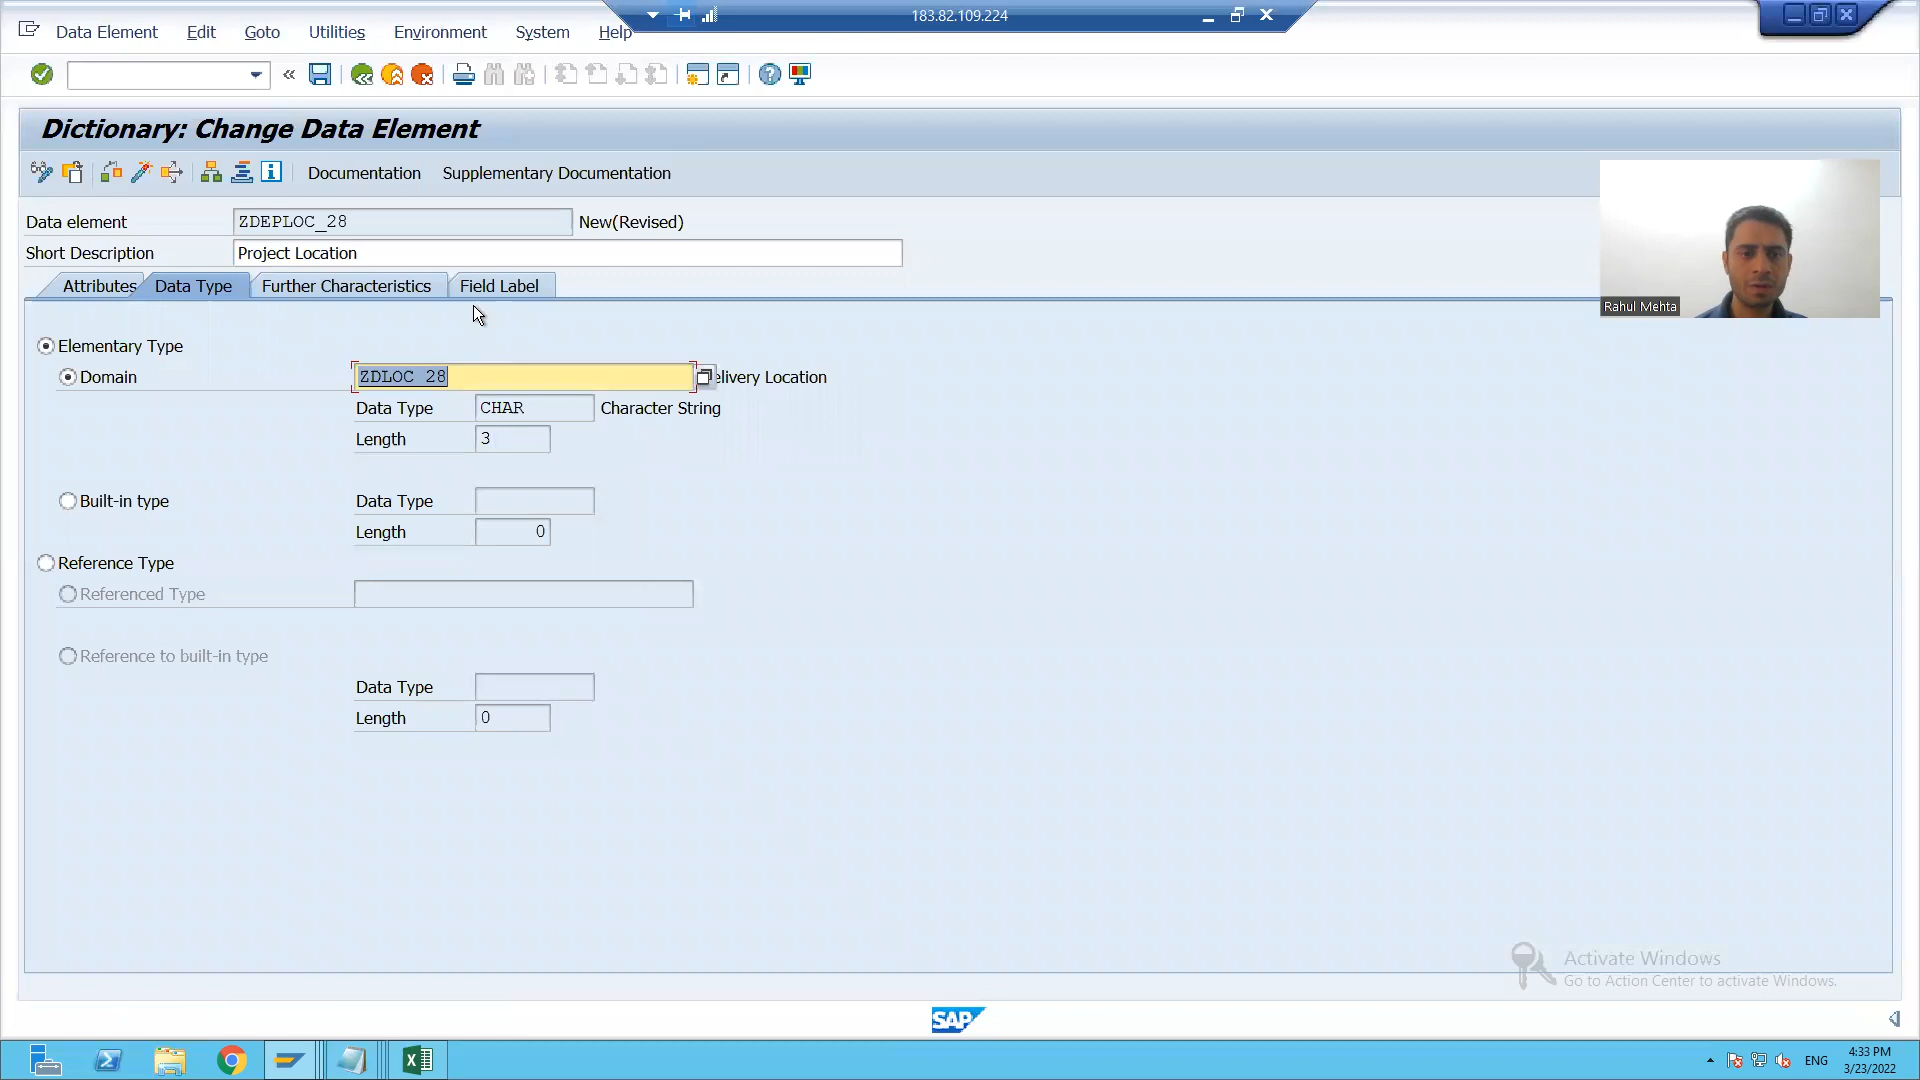 183.82.109.224
Data Element Edit Goto Utilities Environment System Help
Dictionary: Change Data Element
Documentation Supplementary Documentation
Data element ZDEPLOC_28 New(Revised)
Short Description Project Location
Attributes Data Type Further Characteristics Field Label
Rahul Mehta
Elementary Type
Domain ZDLOC_28 elivery Location
Data Type CHAR Character String
Length 3
Built-in type Data Type
Length 0
Reference Type
Referenced Type
Reference to built-in type
Data Type
Length 0
Activate Windows
Go to Action Center to activate Windows.
SAP
ENG 4:33 PM
3/23/2022